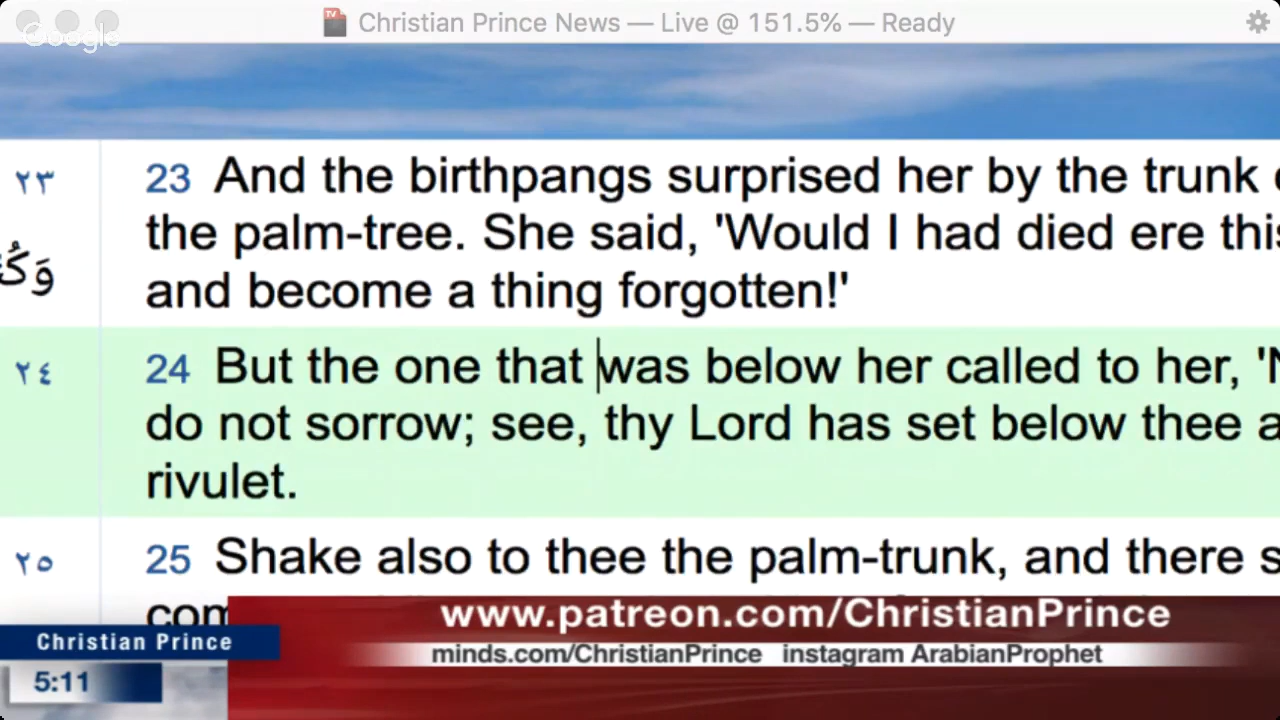 Christian Prince News — Live @ 151.5% — Ready
TV
Google
٢٣
23 And the birthpangs surprised her by the trunk
the palm-tree. She said, 'Would I had died ere this
and become a thing forgotten!'
٢٤
24 But the one that was below her called to her,
do not sorrow; see, thy Lord has set below thee a
rivulet.
٢٥
25 Shake also to thee the palm-trunk, and there
www.patreon.com/ChristianPrince
Christian Prince
minds.com/ChristianPrince instagram ArabianProphet
5:11